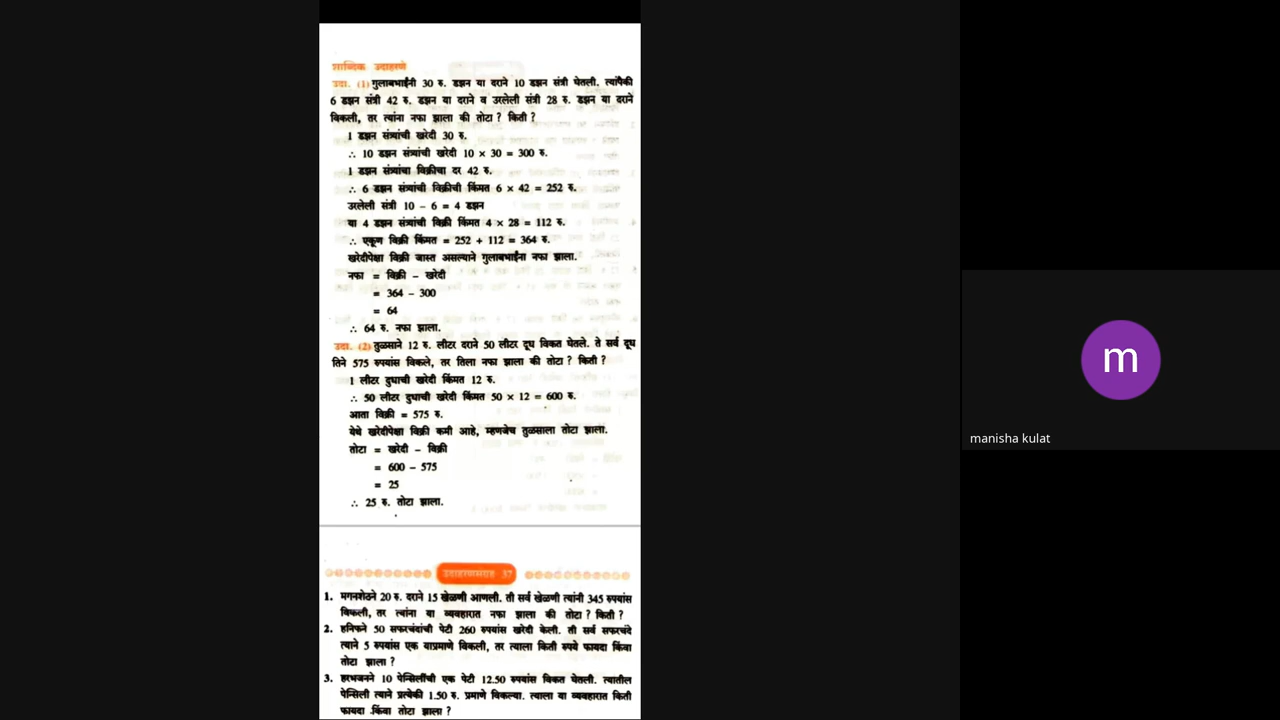 शाब्दिक उदाहरणे
उदा. (1) गुलाबभाईंनी 30 रु. डझन या दराने 10 डझन संत्री घेतली. त्यांपैकी
6 डझन संत्री 42 रु. डझन या दराने व उरलेली संत्री 28 रु. डझन या दराने
विकली, तर त्यांना नफा झाला की तोटा ? किती ?
1 डझन संत्र्यांची खरेदी 30 रु.
∴ 10 डझन संत्र्यांची खरेदी 10 × 30 = 300 रु.
1 डझन संत्र्यांचा विक्रीचा दर 42 रु.
∴ 6 डझन संत्र्यांची विक्रीची किंमत 6 × 42 = 252 रु.
उरलेली संत्री 10 – 6 = 4 डझन
या 4 डझन संत्र्यांची विक्री किंमत 4 × 28 = 112 रु.
∴ एकूण विक्री किंमत = 252 + 112 = 364 रु.
खरेदीपेक्षा विक्री जास्त असल्याने गुलाबभाईंना नफा झाला.
नफा = विक्री – खरेदी
= 364 – 300
= 64
∴ 64 रु. नफा झाला.
उदा. (2) तुळसाने 12 रु. लीटर दराने 50 लीटर दूध विकत घेतले. ते सर्व दूध
तिने 575 रुपयांस विकले, तर तिला नफा झाला की तोटा ? किती ?
1 लीटर दुधाची खरेदी किंमत 12 रु.
∴ 50 लीटर दुधाची खरेदी किंमत 50 × 12 = 600 रु.
आता विक्री = 575 रु.
येथे खरेदीपेक्षा विक्री कमी आहे, म्हणजेच तुळसाला तोटा झाला.
तोटा = खरेदी – विक्री
= 600 – 575
= 25
∴ 25 रु. तोटा झाला.
उदाहरणसंग्रह 37
1. मगनशेठने 20 रु. दराने 15 खेळणी आणली. ती सर्व खेळणी त्यांनी 345 रुपयांस
विकली, तर त्यांना या व्यवहारात नफा झाला की तोटा ? किती ?
2. हनिफने 50 सफरचंदांची पेटी 260 रुपयांस खरेदी केली. ती सर्व सफरचंदे
त्याने 5 रुपयांस एक याप्रमाणे विकली, तर त्याला किती रुपये फायदा किंवा
तोटा झाला ?
3. हरभजनने 10 पेन्सिलींची एक पेटी 12.50 रुपयांस विकत घेतली. त्यातील
पेन्सिली त्याने प्रत्येकी 1.50 रु. प्रमाणे विकल्या. त्याला या व्यवहारात किती
फायदा किंवा तोटा झाला ?
m
manisha kulat